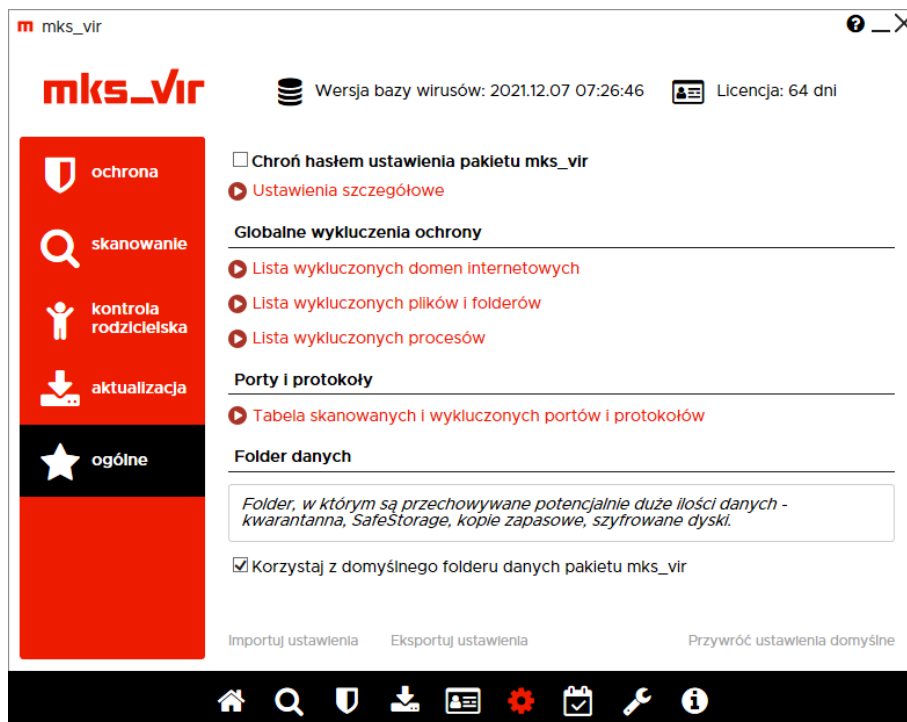 mks_vir
mks_vir
Wersja bazy wirusów: 2021.12.07 07:26:46
Licencja: 64 dni
ochrona
skanowanie
kontrola
rodzicielska
aktualizacja
ogólne
Chroń hasłem ustawienia pakietu mks_vir
Ustawienia szczegółowe
Globalne wykluczenia ochrony
Lista wykluczonych domen internetowych
Lista wykluczonych plików i folderów
Lista wykluczonych procesów
Porty i protokoły
Tabela skanowanych i wykluczonych portów i protokołów
Folder danych
Folder, w którym są przechowywane potencjalnie duże ilości danych -
kwarantanna, SafeStorage, kopie zapasowe, szyfrowane dyski.
Korzystaj z domyślnego folderu danych pakietu mks_vir
Importuj ustawienia
Eksportuj ustawienia
Przywróć ustawienia domyślne